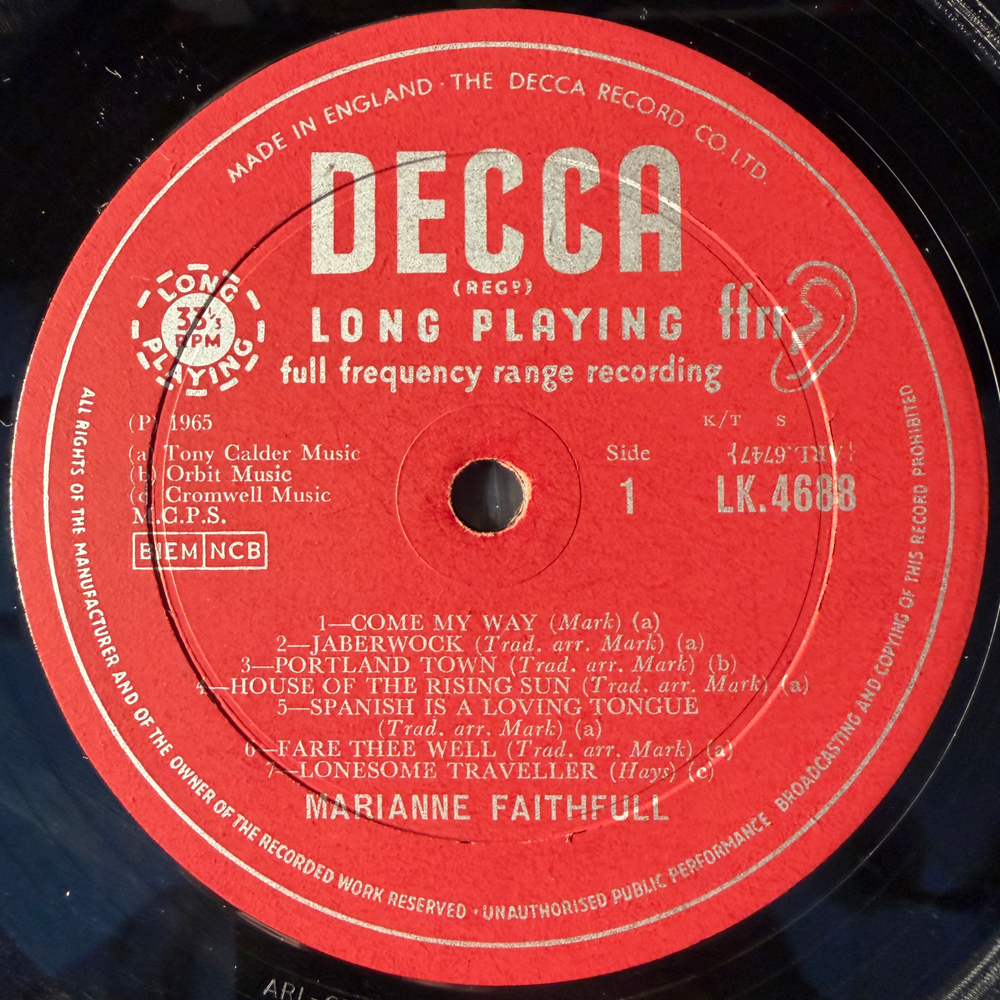 MADE IN ENGLAND · THE DECCA RECORD CO. LTD.
DECCA
(REGD)
LONG PLAYING
ffrr
full frequency range recording
LONG
33⅓
RPM
PLAYING
(P) 1965
(a) Tony Calder Music
(b) Orbit Music
(c) Cromwell Music
M.C.P.S.
BIEM NCB
K/T S
Side
1
{ARL.6747}
LK.4688
1—COME MY WAY (Mark) (a)
2—JABERWOCK (Trad. arr. Mark) (a)
3—PORTLAND TOWN (Trad. arr. Mark) (b)
4—HOUSE OF THE RISING SUN (Trad. arr. Mark) (a)
5—SPANISH IS A LOVING TONGUE
(Trad. arr. Mark) (a)
6—FARE THEE WELL (Trad. arr. Mark) (a)
7—LONESOME TRAVELLER (Hays) (c)
MARIANNE FAITHFULL
ALL RIGHTS OF THE MANUFACTURER AND OF THE OWNER OF THE RECORDED WORK RESERVED · UNAUTHORISED PUBLIC PERFORMANCE BROADCASTING AND COPYING OF THIS RECORD PROHIBITED